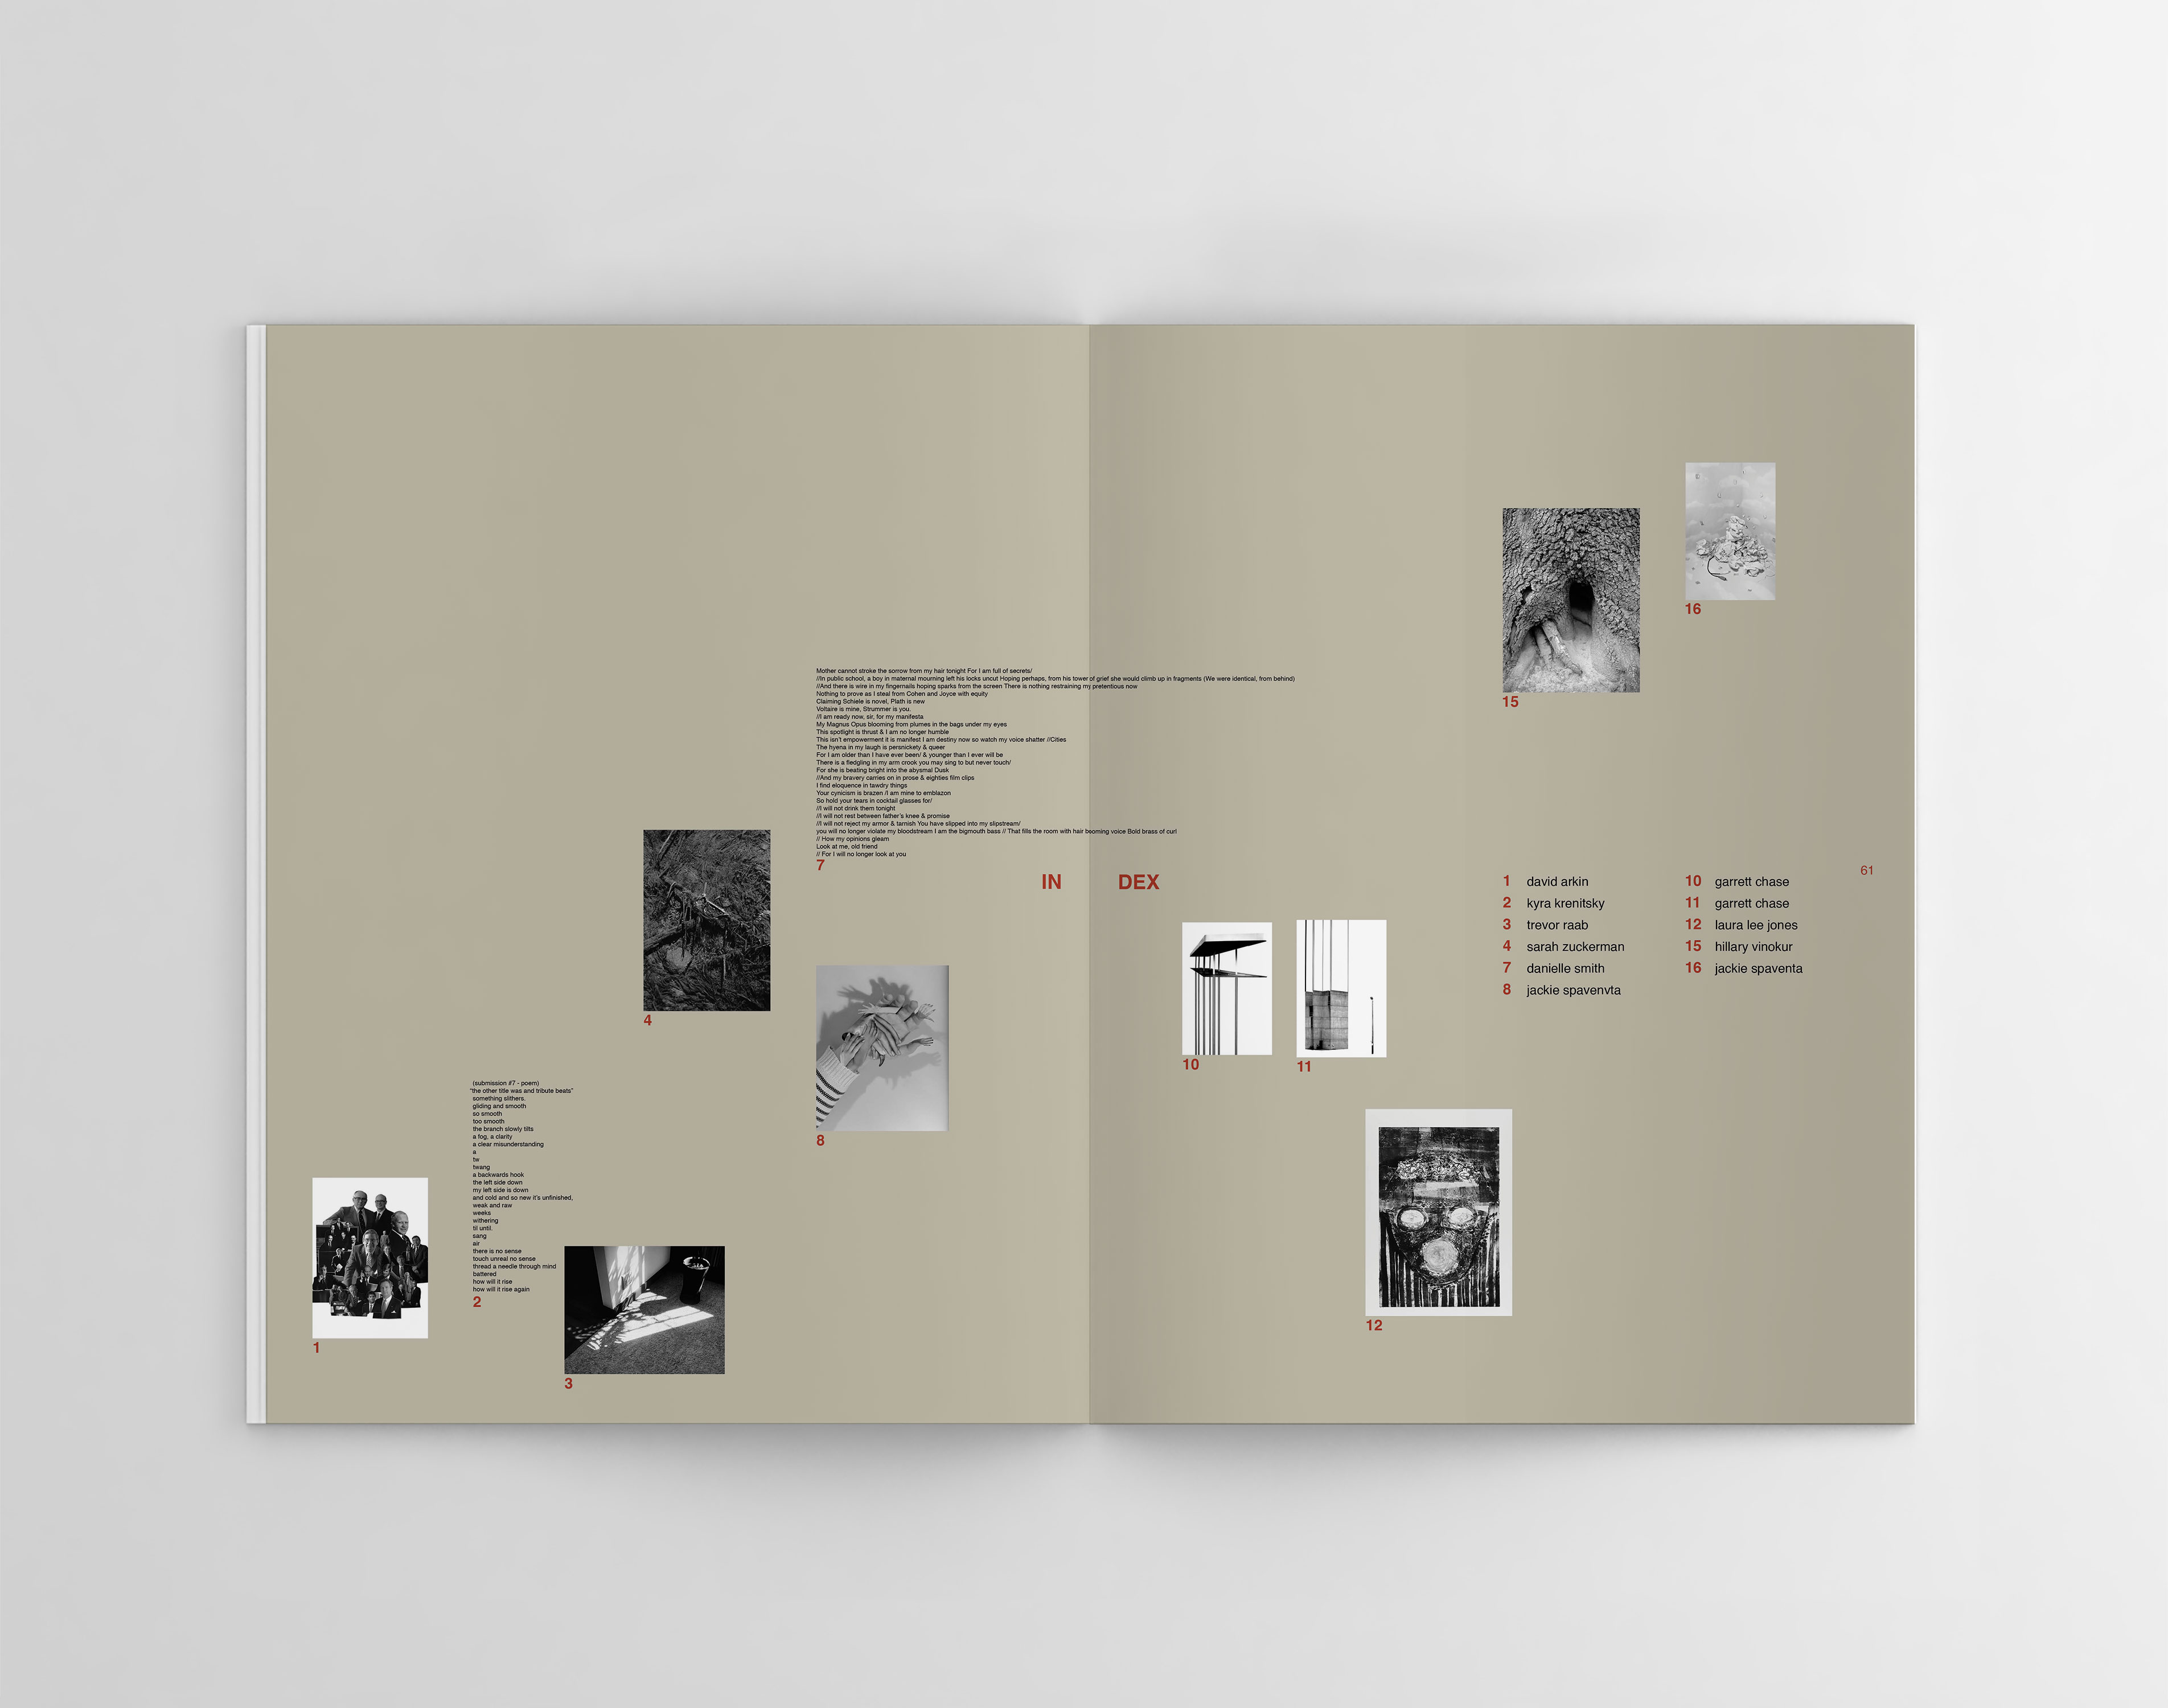 Mother cannot stroke the sorrow from my hair tonight For I am full of secrets/
//In public school, a boy in maternal mourning left his locks uncut Hoping perhaps, from his tower of grief she would climb up in fragments (We were identical, from behind)
//And there is wire in my fingernails hoping sparks from the screen There is nothing restraining my pretentious now
Nothing to prove as I steal from Cohen and Joyce with equity
Claiming Schiele is novel, Plath is new
Voltaire is mine, Strummer is you.
//I am ready now, sir, for my manifesta
My Magnus Opus blooming from plumes in the bags under my eyes
This spotlight is thrust & I am no longer humble
This isn't empowerment it is manifest I am destiny now so watch my voice shatter //Cities
The hyena in my laugh is persnickety & queer
For I am older than I have ever been/ & younger than I ever will be
There is a fledgling in my arm crook you may sing to but never touch/
For she is beating bright into the abysmal Dusk
//And my bravery carries on in prose & eighties film clips
I find eloquence in tawdry things
Your cynicism is brazen /I am mine to emblazon
So hold your tears in cocktail glasses for/
//I will not drink them tonight
//I will not rest between father's knee & promise
//I will not reject my armor & tarnish You have slipped into my slipstream/
you will no longer violate my bloodstream I am the bigmouth bass // That fills the room with hair booming voice Bold brass of curl
// How my opinions gleam
Look at me, old friend
// For I will no longer look at you
7
4
8
(submission #7 - poem)
"the other title was and tribute beats"
something slithers.
gliding and smooth
so smooth
too smooth
the branch slowly tilts
a fog, a clarity
a clear misunderstanding
a
tw
twang
a backwards hook
the left side down
my left side is down
and cold and so new it's unfinished,
weak and raw
weeks
withering
til until.
sang
air
there is no sense
touch unreal no sense
thread a needle through mind
battered
how will it rise
how will it rise again
2
1
3
IN DEX
16
15
61
1 david arkin
2 kyra krenitsky
3 trevor raab
4 sarah zuckerman
7 danielle smith
8 jackie spavenvta
10 garrett chase
11 garrett chase
12 laura lee jones
15 hillary vinokur
16 jackie spaventa
10
11
12